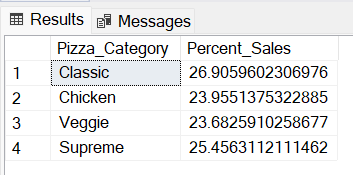 Results Messages
Pizza_Category Percent_Sales
1 Classic 26.9059602306976
2 Chicken 23.9551375322885
3 Veggie 23.6825910258677
4 Supreme 25.4563112111462